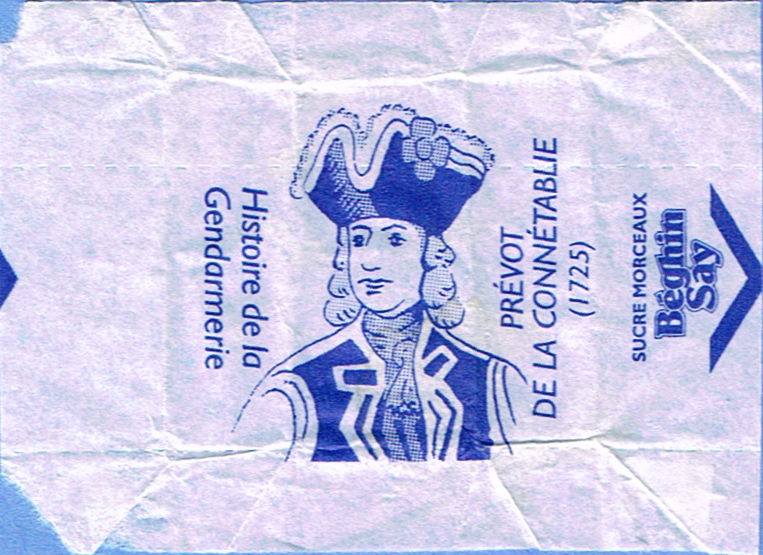 Histoire de la
Gendarmerie
PRÉVOT
DE LA CONNÉTABLIE
(1725)
SUCRE MORCEAUX
Béghin
Say